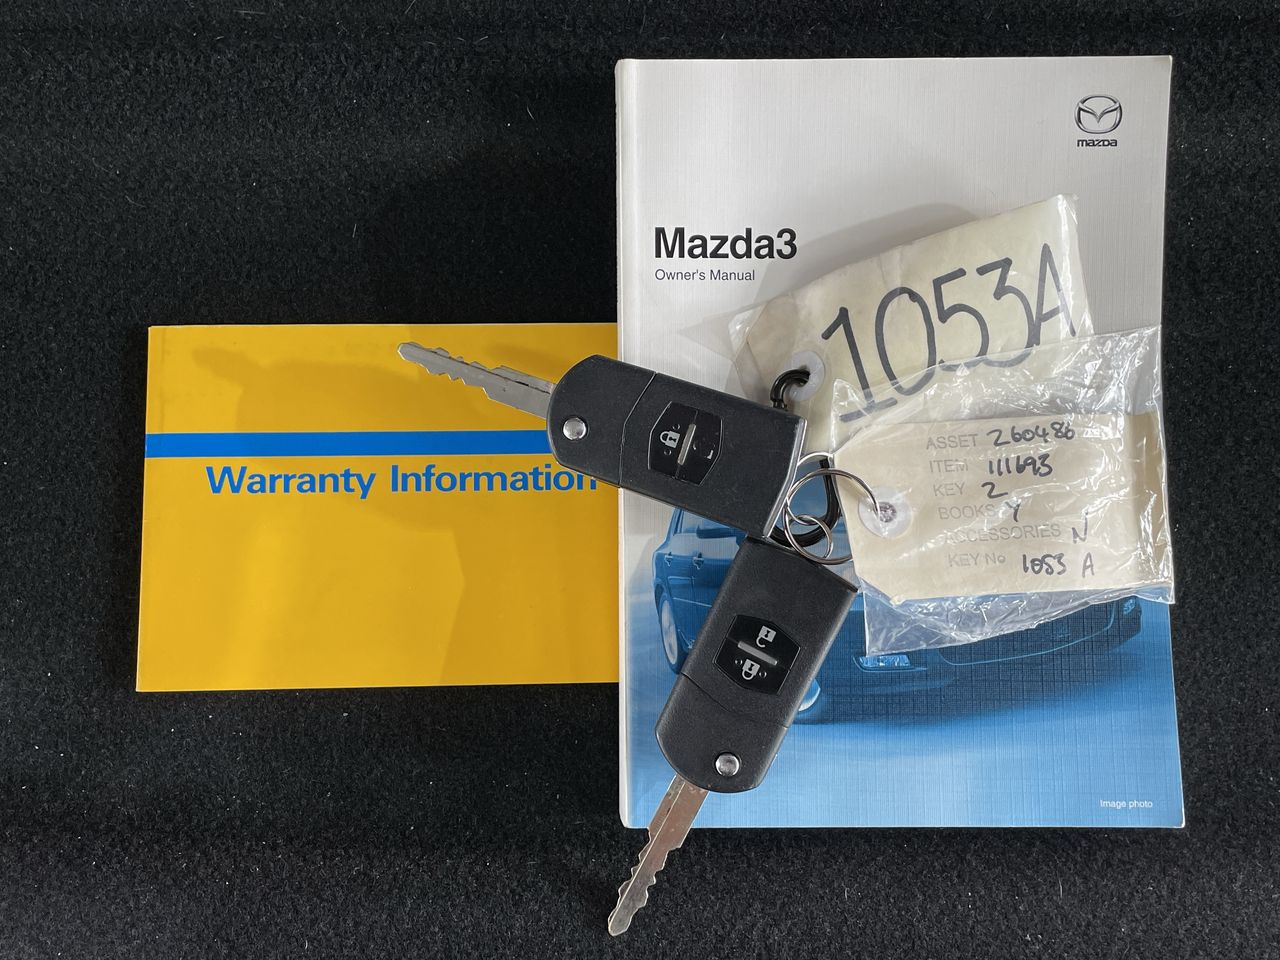 mazda
Mazda3
Owner's Manual
1053A
Warranty Information
ASSET 260486
ITEM 111693
KEY 2
BOOKS Y
ACCESSORIES N
KEY No 1053 A
Image photo